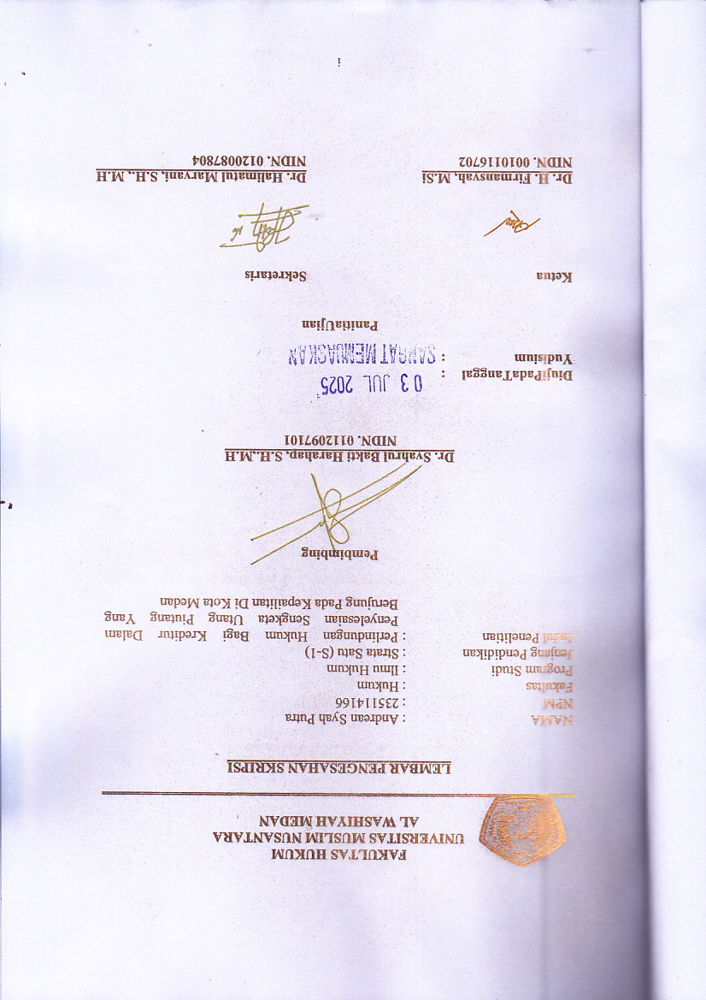 FAKULTAS HUKUM
UNIVERSITAS MUSLIM NUSANTARA
AL WASHIYAH MEDAN
LEMBAR PENGESAHAN SKRIPSI
NAMA : Andrean Syah Putra
NPM : 235114166
Fakultas : Hukum
Program Studi : Ilmu Hukum
Jenjang Pendidikan : Strata Satu (S-1)
Judul Penelitian : Perlindungan Hukum Bagi Kreditur Dalam
Penyelesaian Sengketa Utang Piutang Yang
Berujung Pada Kepailitan Di Kota Medan
Pembimbing
Dr. Syahrul Bakti Harahap, S.H.,M.H
NIDN. 0112097101
DiujiPadaTanggal : 03 JUL 2025
Yudisium : SANGAT MEMUASKAN
PanitiaUjian
Ketua Sekretaris
Dr. H. Firmansyah, M.Si Dr. Halimatul Maryani, S.H., M.H
NIDN. 0010116702 NIDN. 0120087804
i